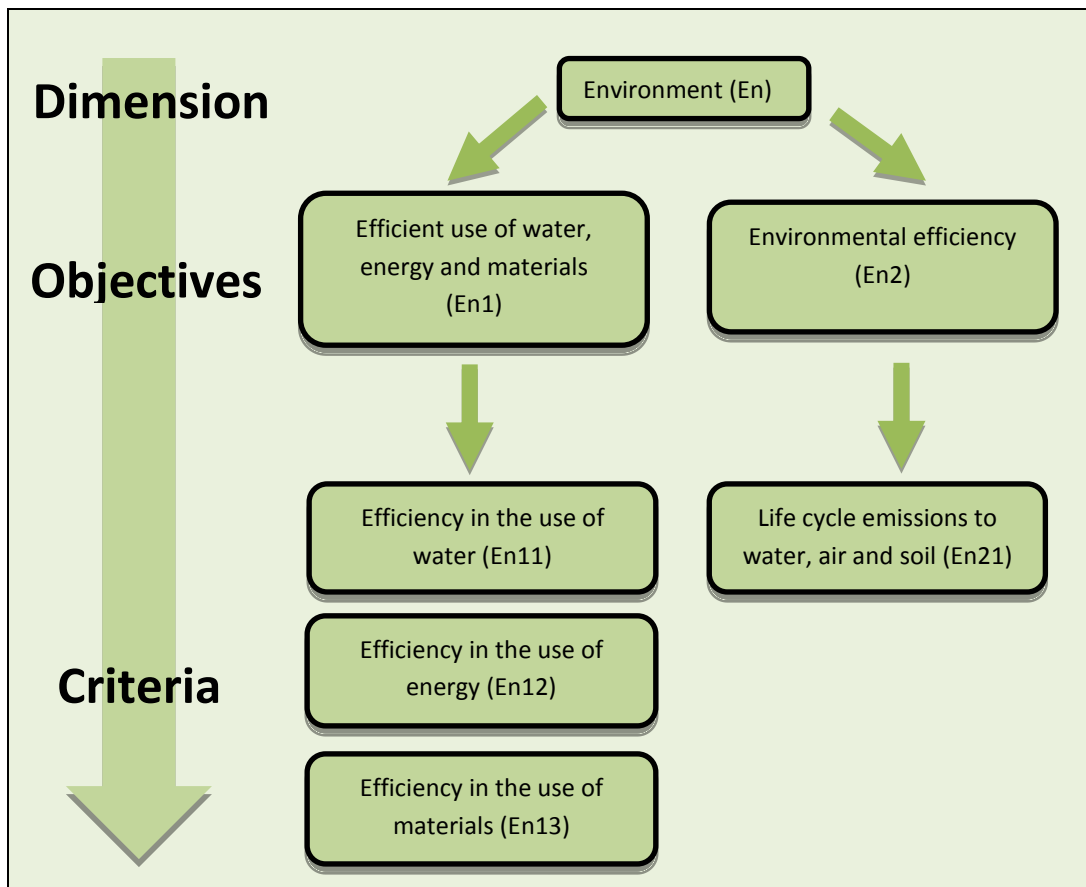 Dimension
Environment (En)
Objectives
Efficient use of water,
energy and materials
(En1)
Environmental efficiency
(En2)
Efficiency in the use of
water (En11)
Life cycle emissions to
water, air and soil (En21)
Criteria
Efficiency in the use of
energy (En12)
Efficiency in the use of
materials (En13)